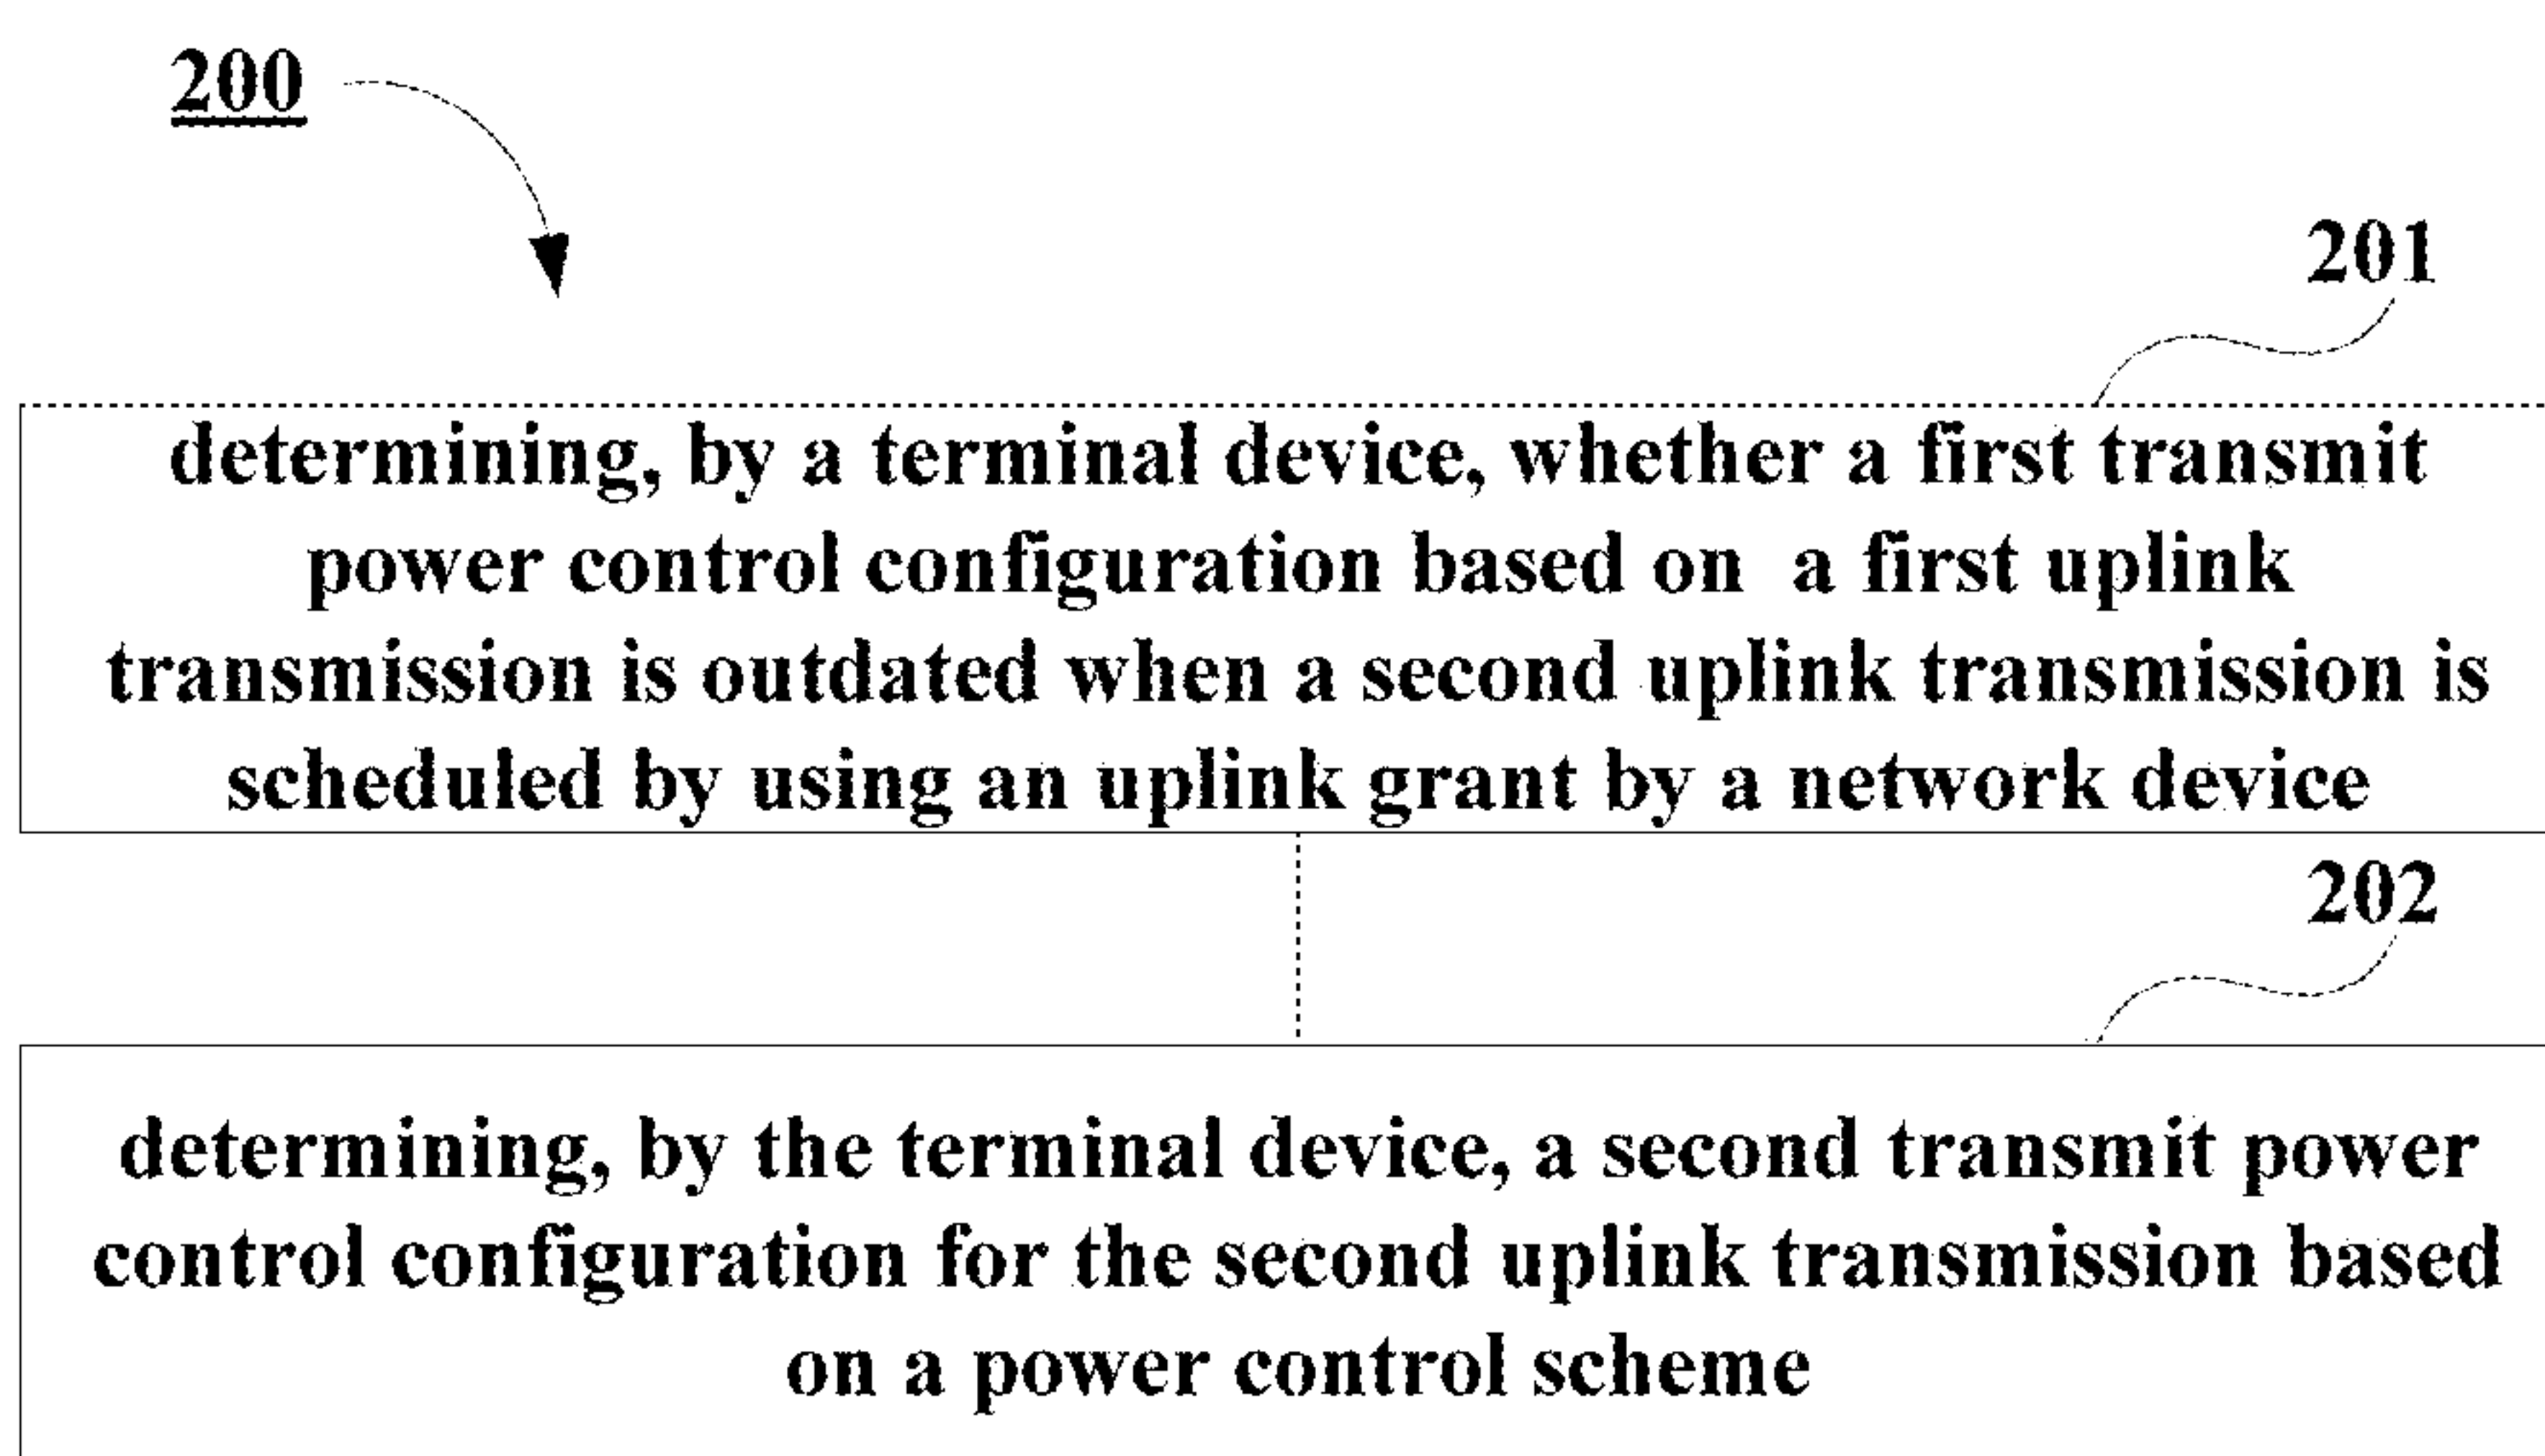 200
201
determining, by a terminal device, whether a first transmit
power control configuration based on a first uplink
transmission is outdated when a second uplink transmission is
scheduled by using an uplink grant by a network device
202
determining, by the terminal device, a second transmit power
control configuration for the second uplink transmission based
on a power control scheme